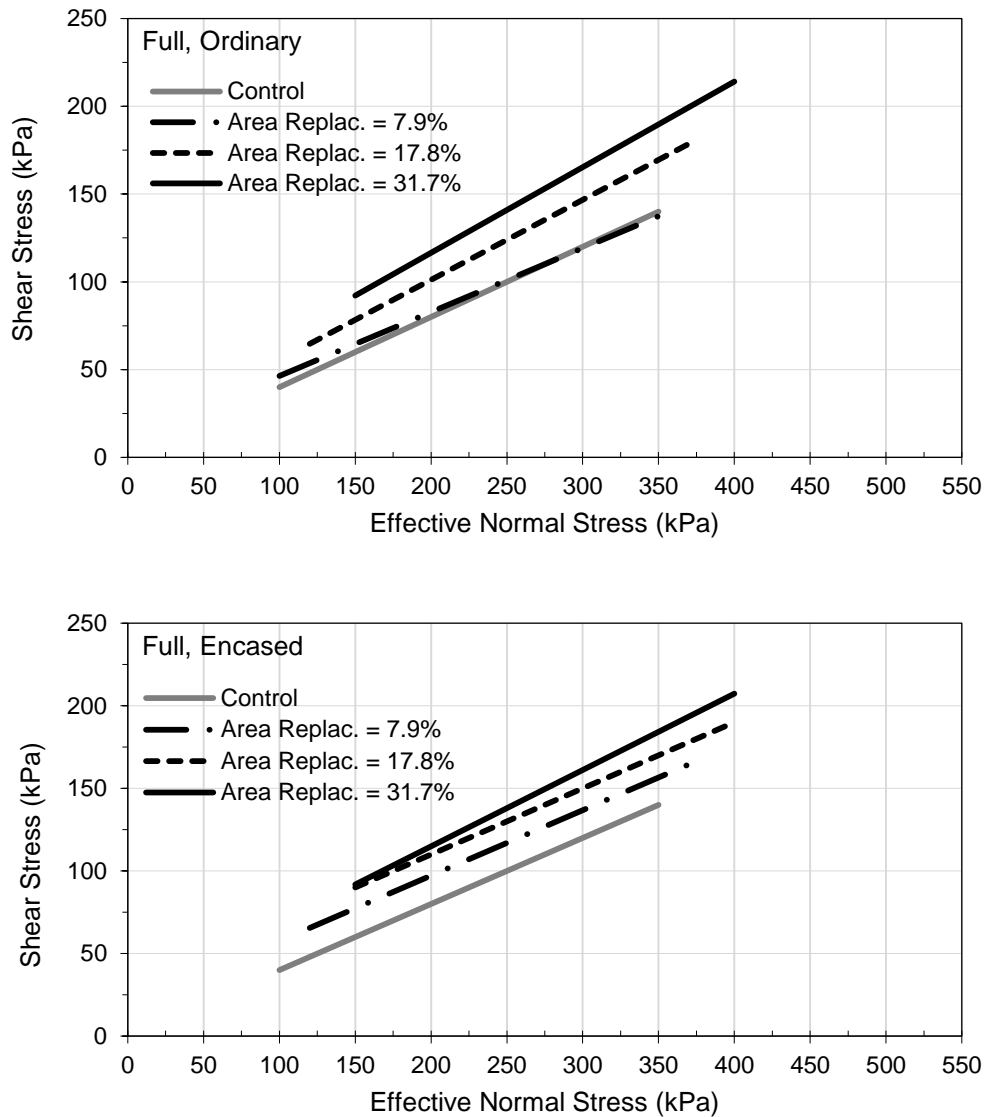 Full, Ordinary
Control
Area Replac. = 7.9%
Area Replac. = 17.8%
Area Replac. = 31.7%
250
200
150
100
50
0
Shear Stress (kPa)
0 50 100 150 200 250 300 350 400 450 500 550
Effective Normal Stress (kPa)
Full, Encased
Control
Area Replac. = 7.9%
Area Replac. = 17.8%
Area Replac. = 31.7%
250
200
150
100
50
0
Shear Stress (kPa)
0 50 100 150 200 250 300 350 400 450 500 550
Effective Normal Stress (kPa)